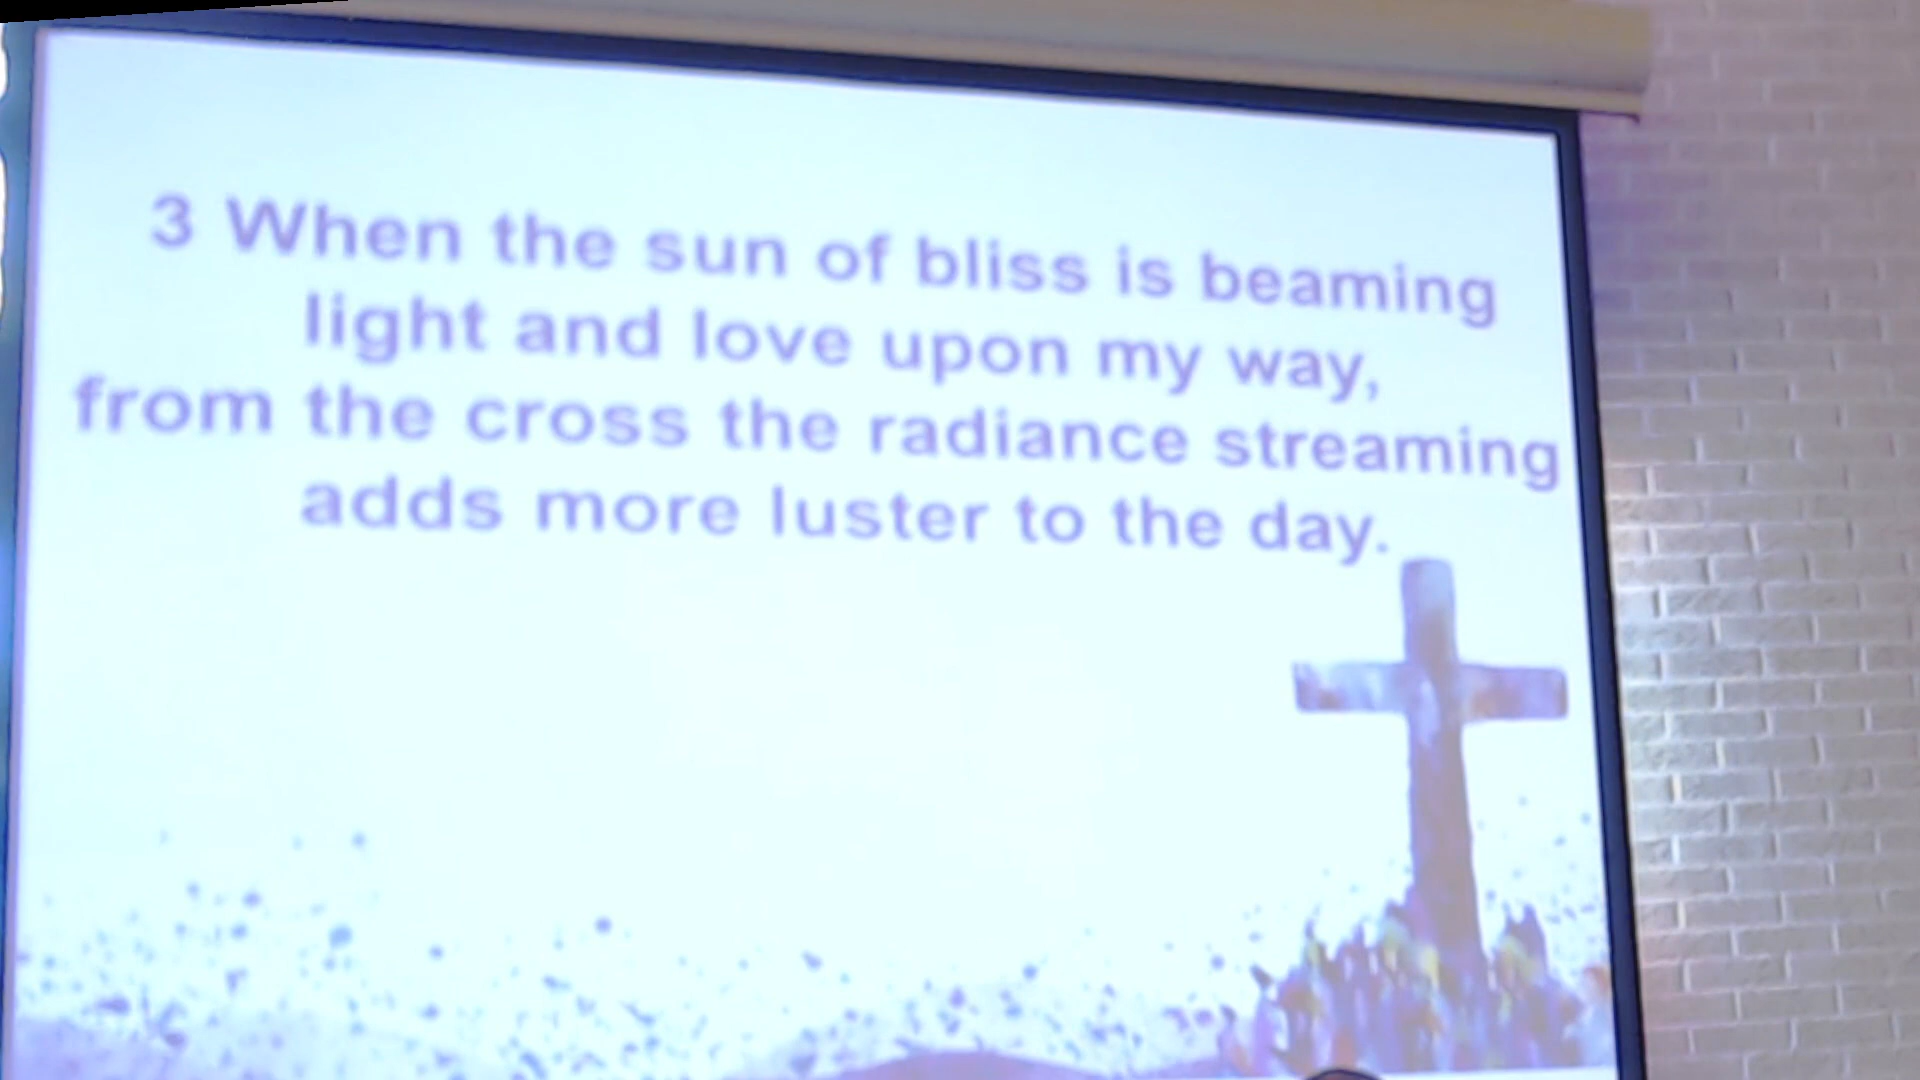 3 When the sun of bliss is beaming
light and love upon my way,
from the cross the radiance streaming
adds more luster to the day.